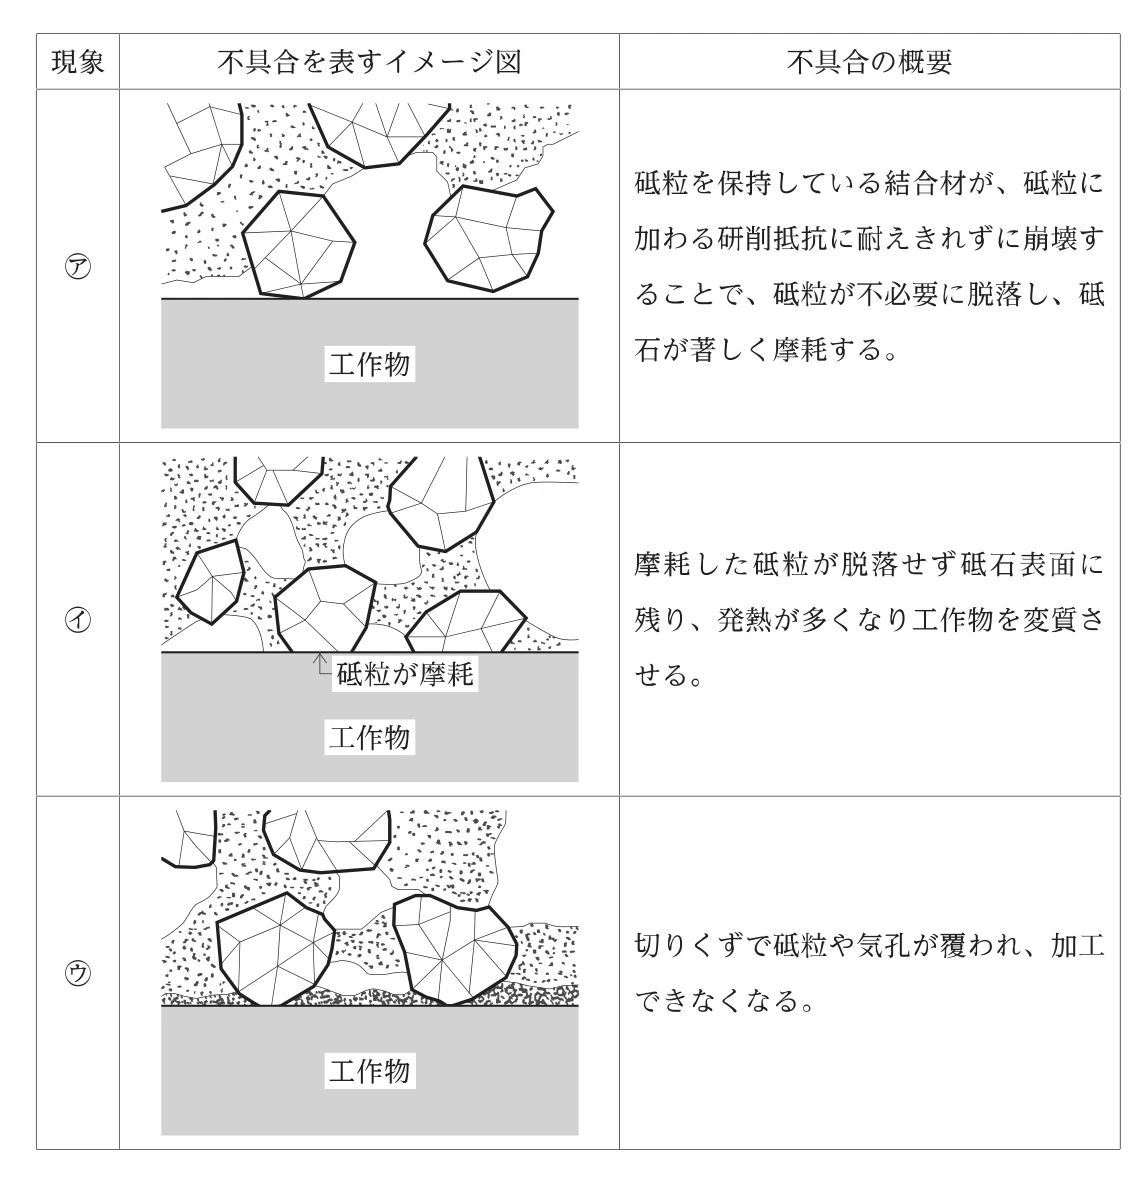 現象 不具合を表すイメージ図 不具合の概要
㋐
工作物
砥粒を保持している結合材が、砥粒に
加わる研削抵抗に耐えきれずに崩壊す
ることで、砥粒が不必要に脱落し、砥
石が著しく摩耗する。
㋑
砥粒が摩耗
工作物
摩耗した砥粒が脱落せず砥石表面に
残り、発熱が多くなり工作物を変質さ
せる。
㋒
工作物
切りくずで砥粒や気孔が覆われ、加工
できなくなる。